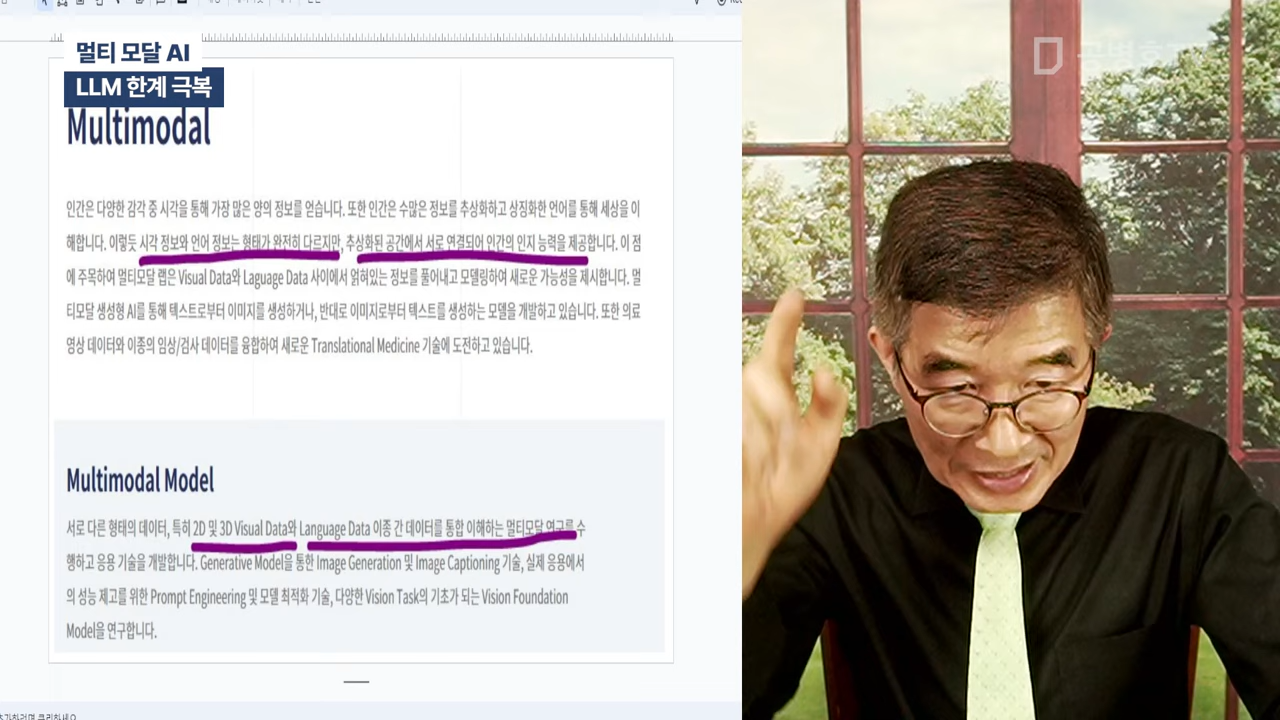 멀티 모달 AI
LLM 한계 극복
Multimodal
인간은 다양한 감각 중 시각을 통해 가장 많은 양의 정보를 얻습니다. 또한 인간은 수많은 정보를 추상화하고 상징화한 언어를 통해 세상을 이
해합니다. 이렇듯 시각 정보와 언어 정보는 형태가 완전히 다르지만, 추상화된 공간에서 서로 연결되어 인간의 인지 능력을 제공합니다. 이 점
에 주목하여 멀티모달 랩은 Visual Data와 Laguage Data 사이에서 얽혀있는 정보를 풀어내고 모델링하여 새로운 가능성을 제시합니다. 멀
티모달 생성형 AI를 통해 텍스트로부터 이미지를 생성하거나, 반대로 이미지로부터 텍스트를 생성하는 모델을 개발하고 있습니다. 또한 의료
영상 데이터와 이종의 임상/검사 데이터를 융합하여 새로운 Translational Medicine 기술에 도전하고 있습니다.
Multimodal Model
서로 다른 형태의 데이터, 특히 2D 및 3D Visual Data와 Language Data 이종 간 데이터를 통합 이해하는 멀티모달 연구를 수
행하고 응용 기술을 개발합니다. Generative Model을 통한 Image Generation 및 Image Captioning 기술, 실제 응용에서
의 성능 제고를 위한 Prompt Engineering 및 모델 최적화 기술, 다양한 Vision Task의 기초가 되는 Vision Foundation
Model을 연구합니다.